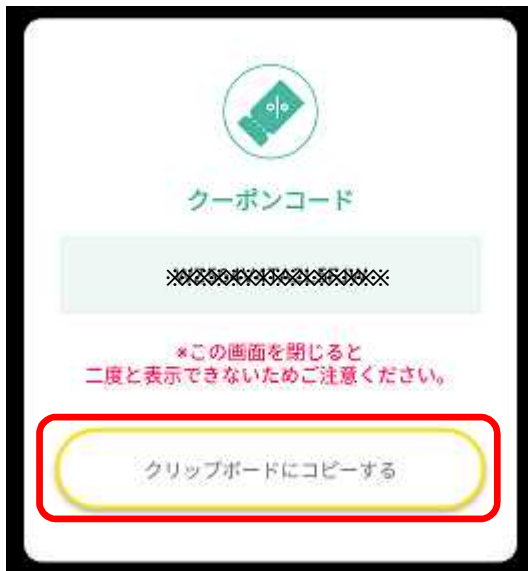 クーポンコード
※この画面を閉じると
二度と表示できないためご注意ください。
クリップボードにコピーする